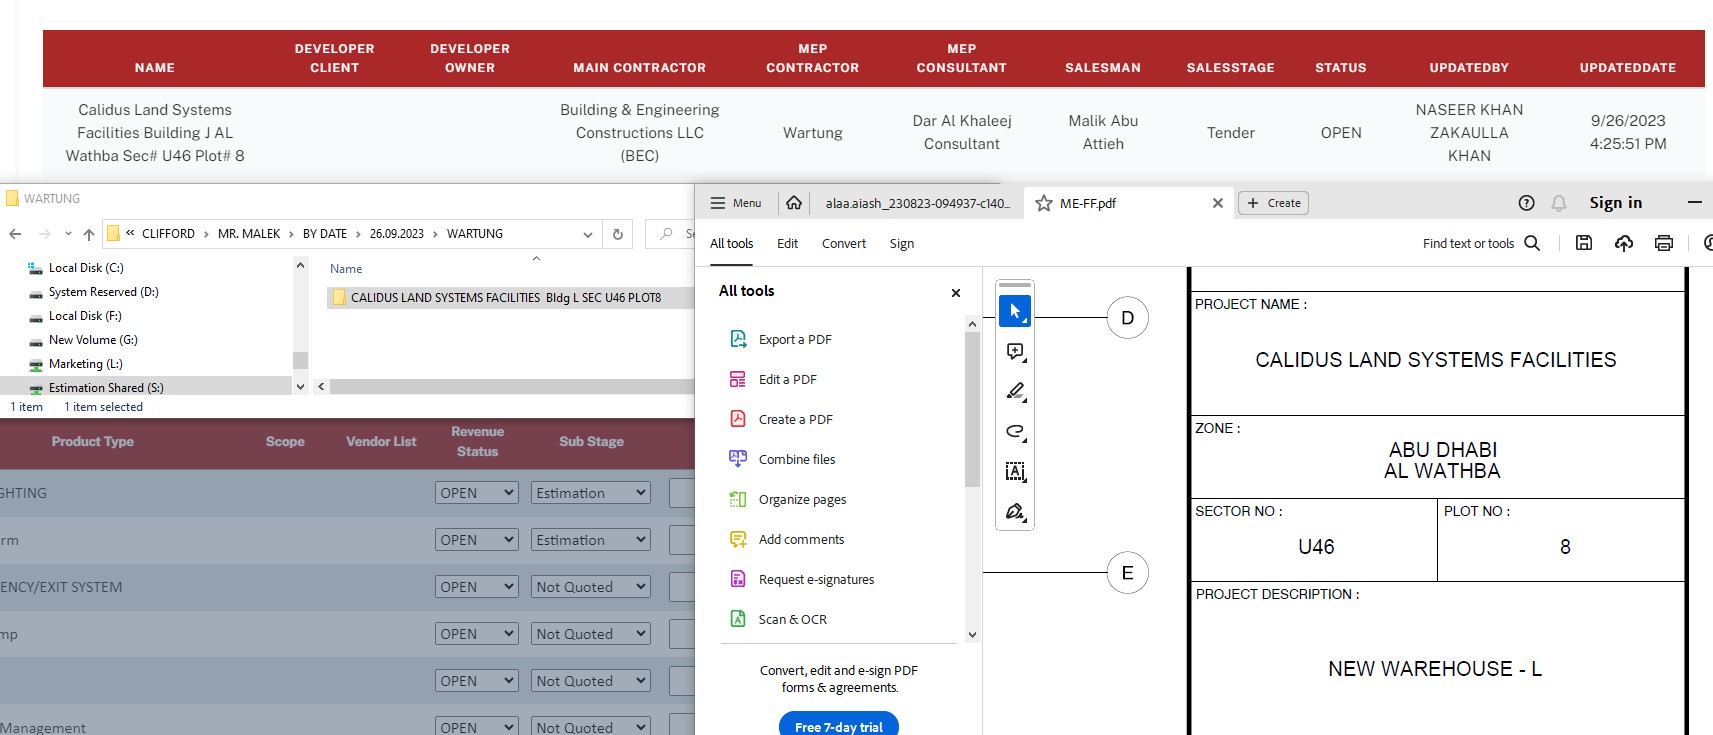 NAME
DEVELOPER
CLIENT
DEVELOPER
OWNER
MAIN CONTRACTOR
MEP
CONTRACTOR
MEP
CONSULTANT
SALESMAN
SALESSTAGE
STATUS
UPDATEDBY
UPDATEDDATE
Calidus Land Systems
Facilities Building J AL
Wathba Sec# U46 Plot# 8
Building & Engineering
Constructions LLC
(BEC)
Wartung
Dar Al Khaleej
Consultant
Malik Abu
Attieh
Tender
OPEN
NASEER KHAN
ZAKAULLA
KHAN
9/26/2023
4:25:51 PM
WARTUNG
« CLIFFORD > MR. MALEK > BY DATE > 26.09.2023 > WARTUNG
Local Disk (C:)
System Reserved (D:)
Local Disk (F:)
New Volume (G:)
Marketing (L:)
Estimation Shared (S:)
Name
CALIDUS LAND SYSTEMS FACILITIES Bldg L SEC U46 PLOT8
1 item 1 item selected
Product Type
Scope
Vendor List
Revenue
Status
Sub Stage
GHTING OPEN Estimation
rm OPEN Estimation
ENCY/EXIT SYSTEM OPEN Not Quoted
mp OPEN Not Quoted
OPEN Not Quoted
Management OPEN Not Quoted
Menu
alaa.aiash_230823-094937-c140...
ME-FF.pdf
+ Create
Sign in
All tools Edit Convert Sign
Find text or tools
All tools
Export a PDF
Edit a PDF
Create a PDF
Combine files
Organize pages
Add comments
Request e-signatures
Scan & OCR
Convert, edit and e-sign PDF
forms & agreements.
Free 7-day trial
D
E
PROJECT NAME :
CALIDUS LAND SYSTEMS FACILITIES
ZONE :
ABU DHABI
AL WATHBA
SECTOR NO :
U46
PLOT NO :
8
PROJECT DESCRIPTION :
NEW WAREHOUSE - L